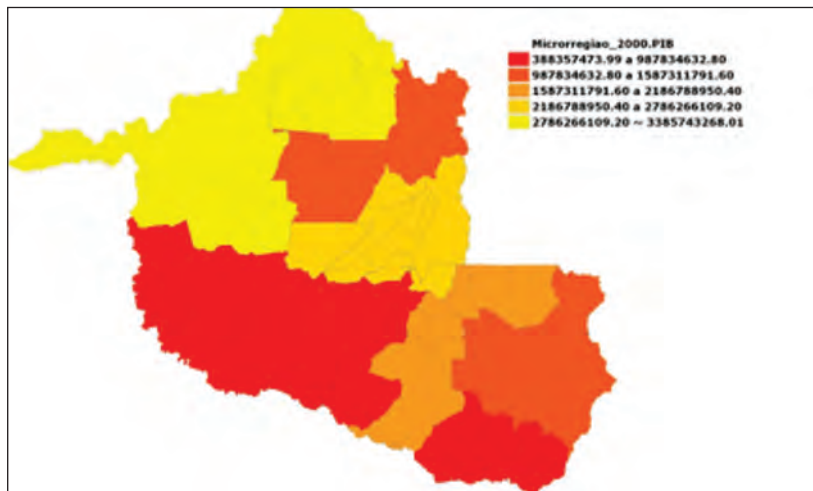 Microrregiao_2000.PIB
388357473.99 a 987834632.80
987834632.80 a 1587311791.60
1587311791.60 a 2186788950.40
2186788950.40 a 2786266109.20
2786266109.20 ~ 3385743268.01